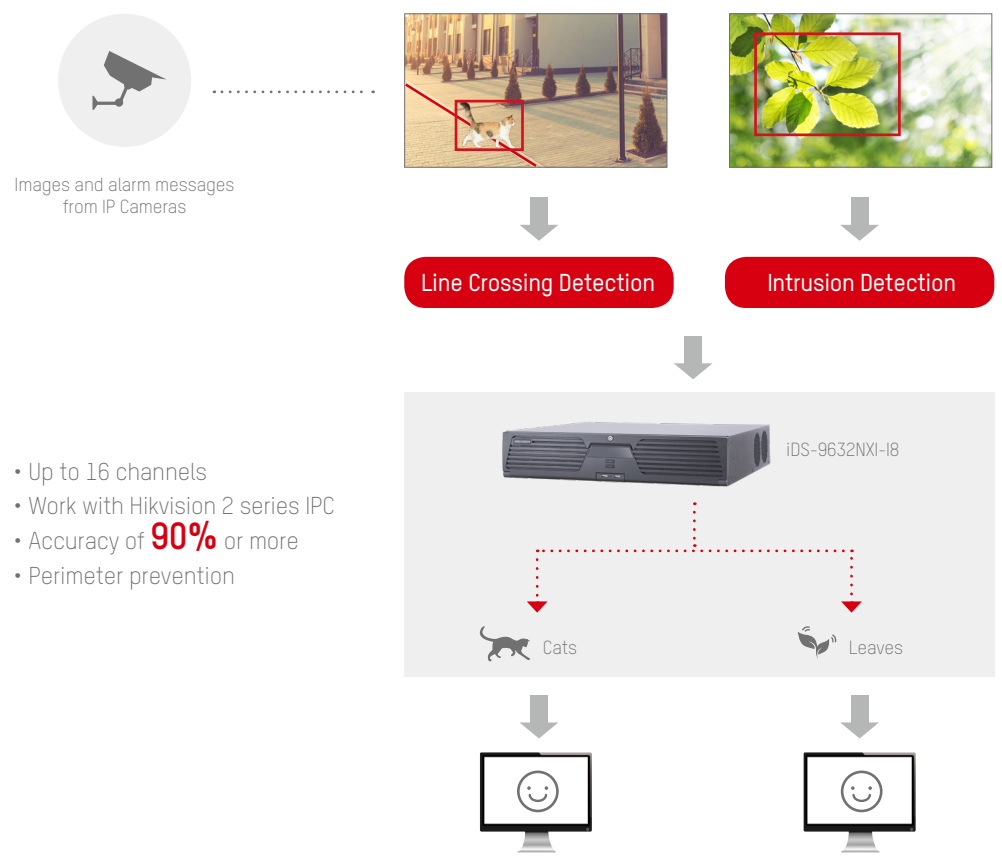 Images and alarm messages
from IP Cameras
Line Crossing Detection
Intrusion Detection
iDS-9632NXI-I8
• Up to 16 channels
• Work with Hikvision 2 series IPC
• Accuracy of 90% or more
• Perimeter prevention
Cats
Leaves